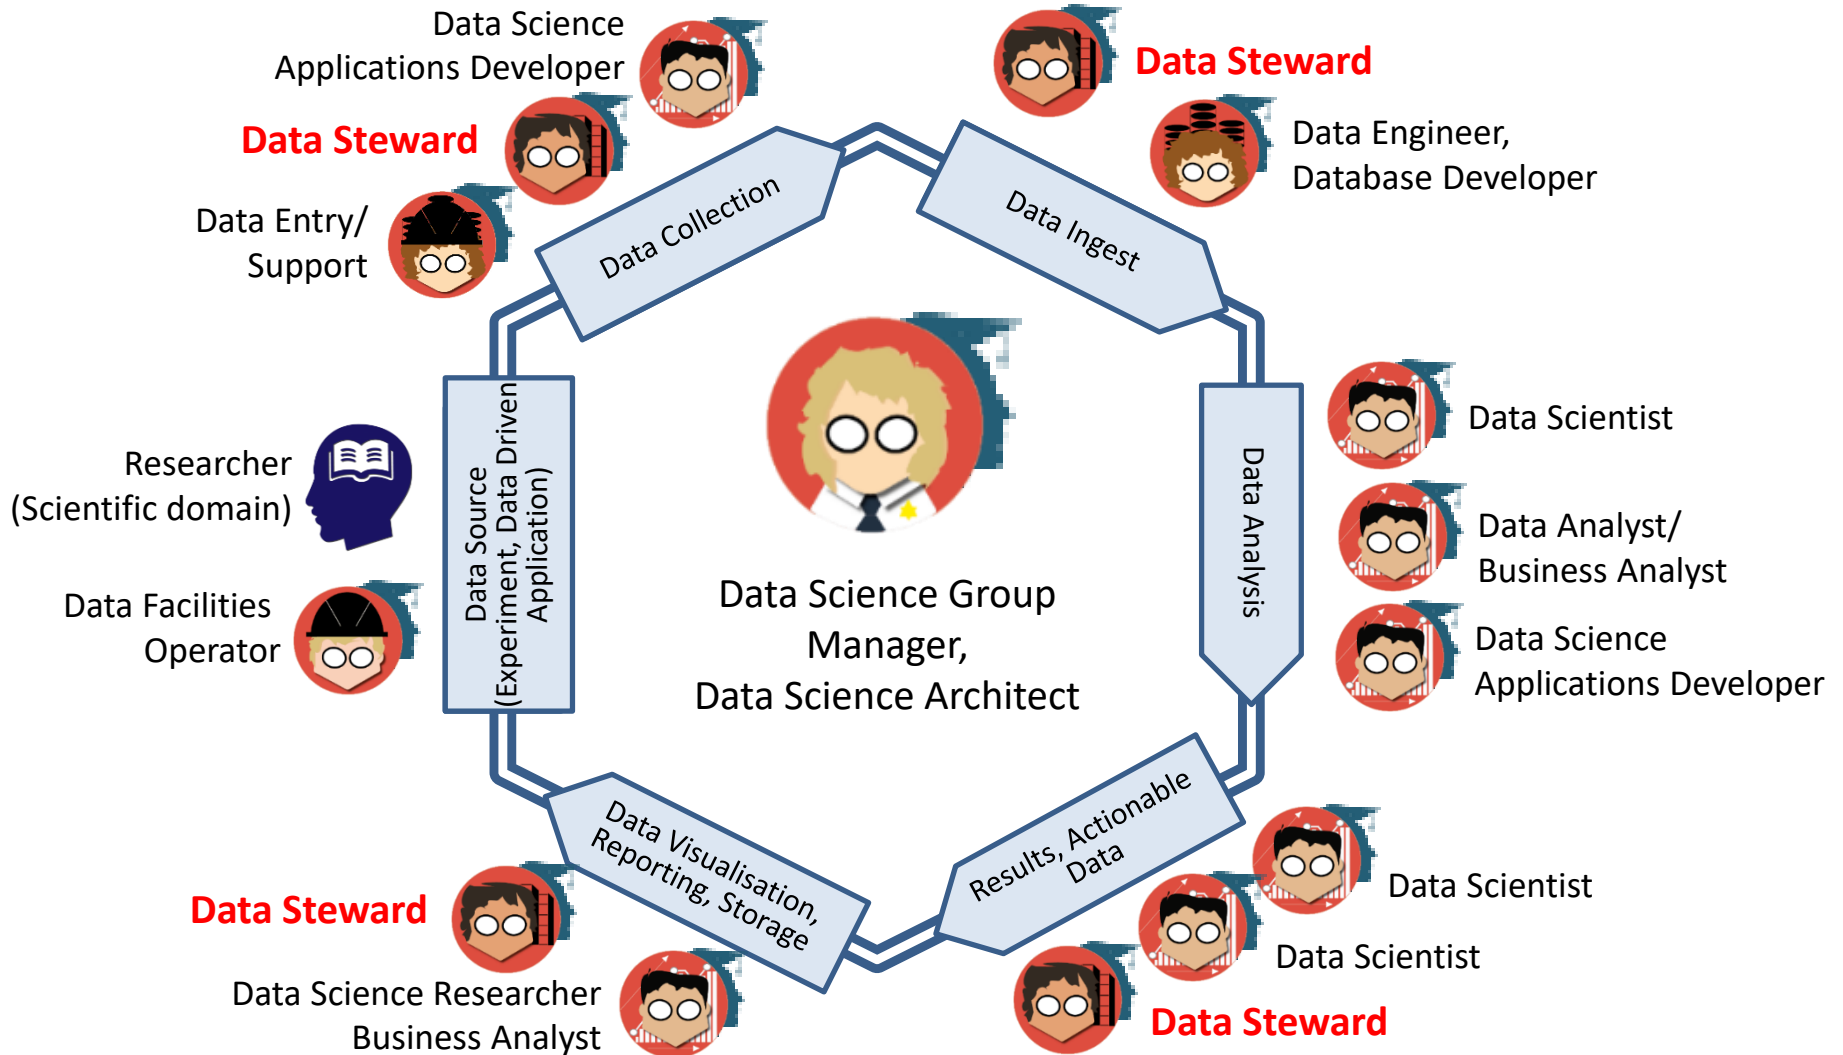 Data Science
Applications Developer
Data Steward
Data Entry/
Support
Data Collection
Data Steward
Data Engineer,
Database Developer
Data Ingest
Data Scientist
Data Analyst/
Business Analyst
Data Science
Applications Developer
Data Analysis
Researcher
(Scientific domain)
Data Facilities
Operator
Data Source
(Experiment, Data Driven
Application)
Data Science Group
Manager,
Data Science Architect
Results, Actionable
Data
Data Scientist
Data Scientist
Data Steward
Data Visualisation,
Reporting, Storage
Data Steward
Data Science Researcher
Business Analyst